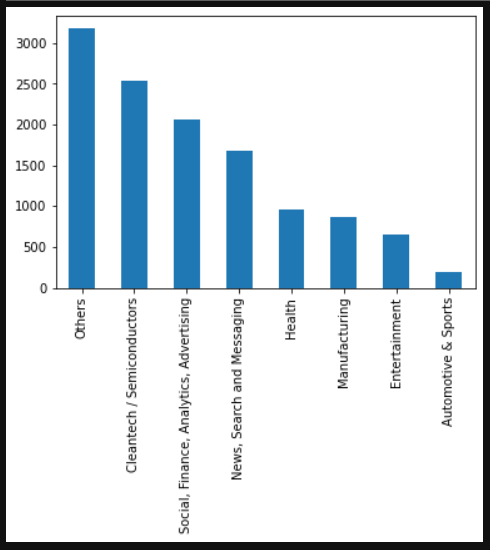 3000
2500
2000
1500
1000
500
0
Others
Cleantech / Semiconductors
Social, Finance, Analytics, Advertising
News, Search and Messaging
Health
Manufacturing
Entertainment
Automotive & Sports